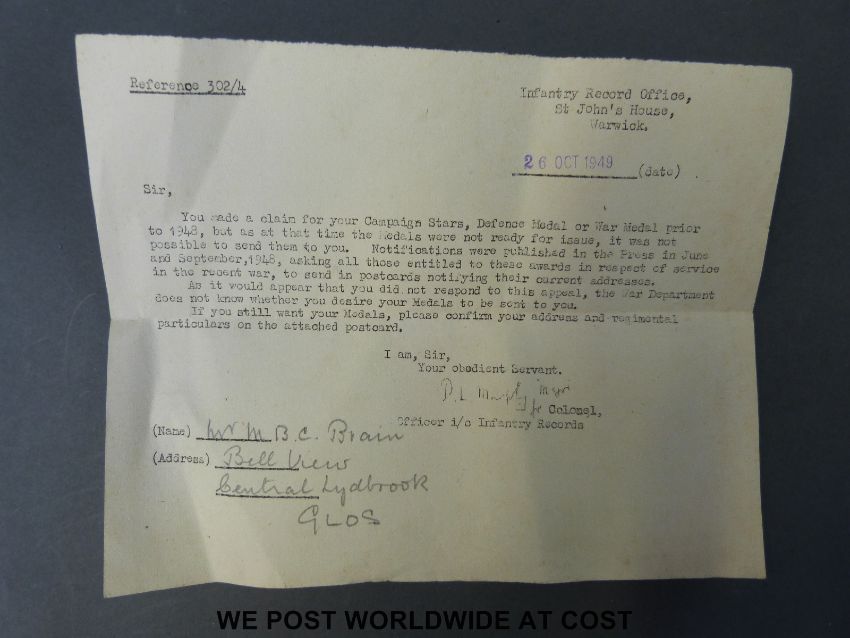 Reference 302/4
Infantry Record Office,
St John's House,
Warwick.
26 OCT 1949 (date)
Sir,
You made a claim for your Campaign Stars, Defence Medal or War Medal prior
to 1948, but as at that time the Medals were not ready for issue, it was not
possible to send them to you. Notifications were published in the Press in June
and September,1948, asking all those entitled to these awards in respect of service
in the recent war, to send in postcards notifying their current addresses.
As it would appear that you did not respond to this appeal, the War Department
does not know whether you desire your Medals to be sent to you.
If you still want your Medals, please confirm your address and regimental
particulars on the attached postcard.
I am, Sir,
Your obedient Servant.
Colonel,
Officer i/c Infantry Records
(Name) Mr M B.C. Brain
(Address) Bell View
Central Lydbrook
GLOS
WE POST WORLDWIDE AT COST